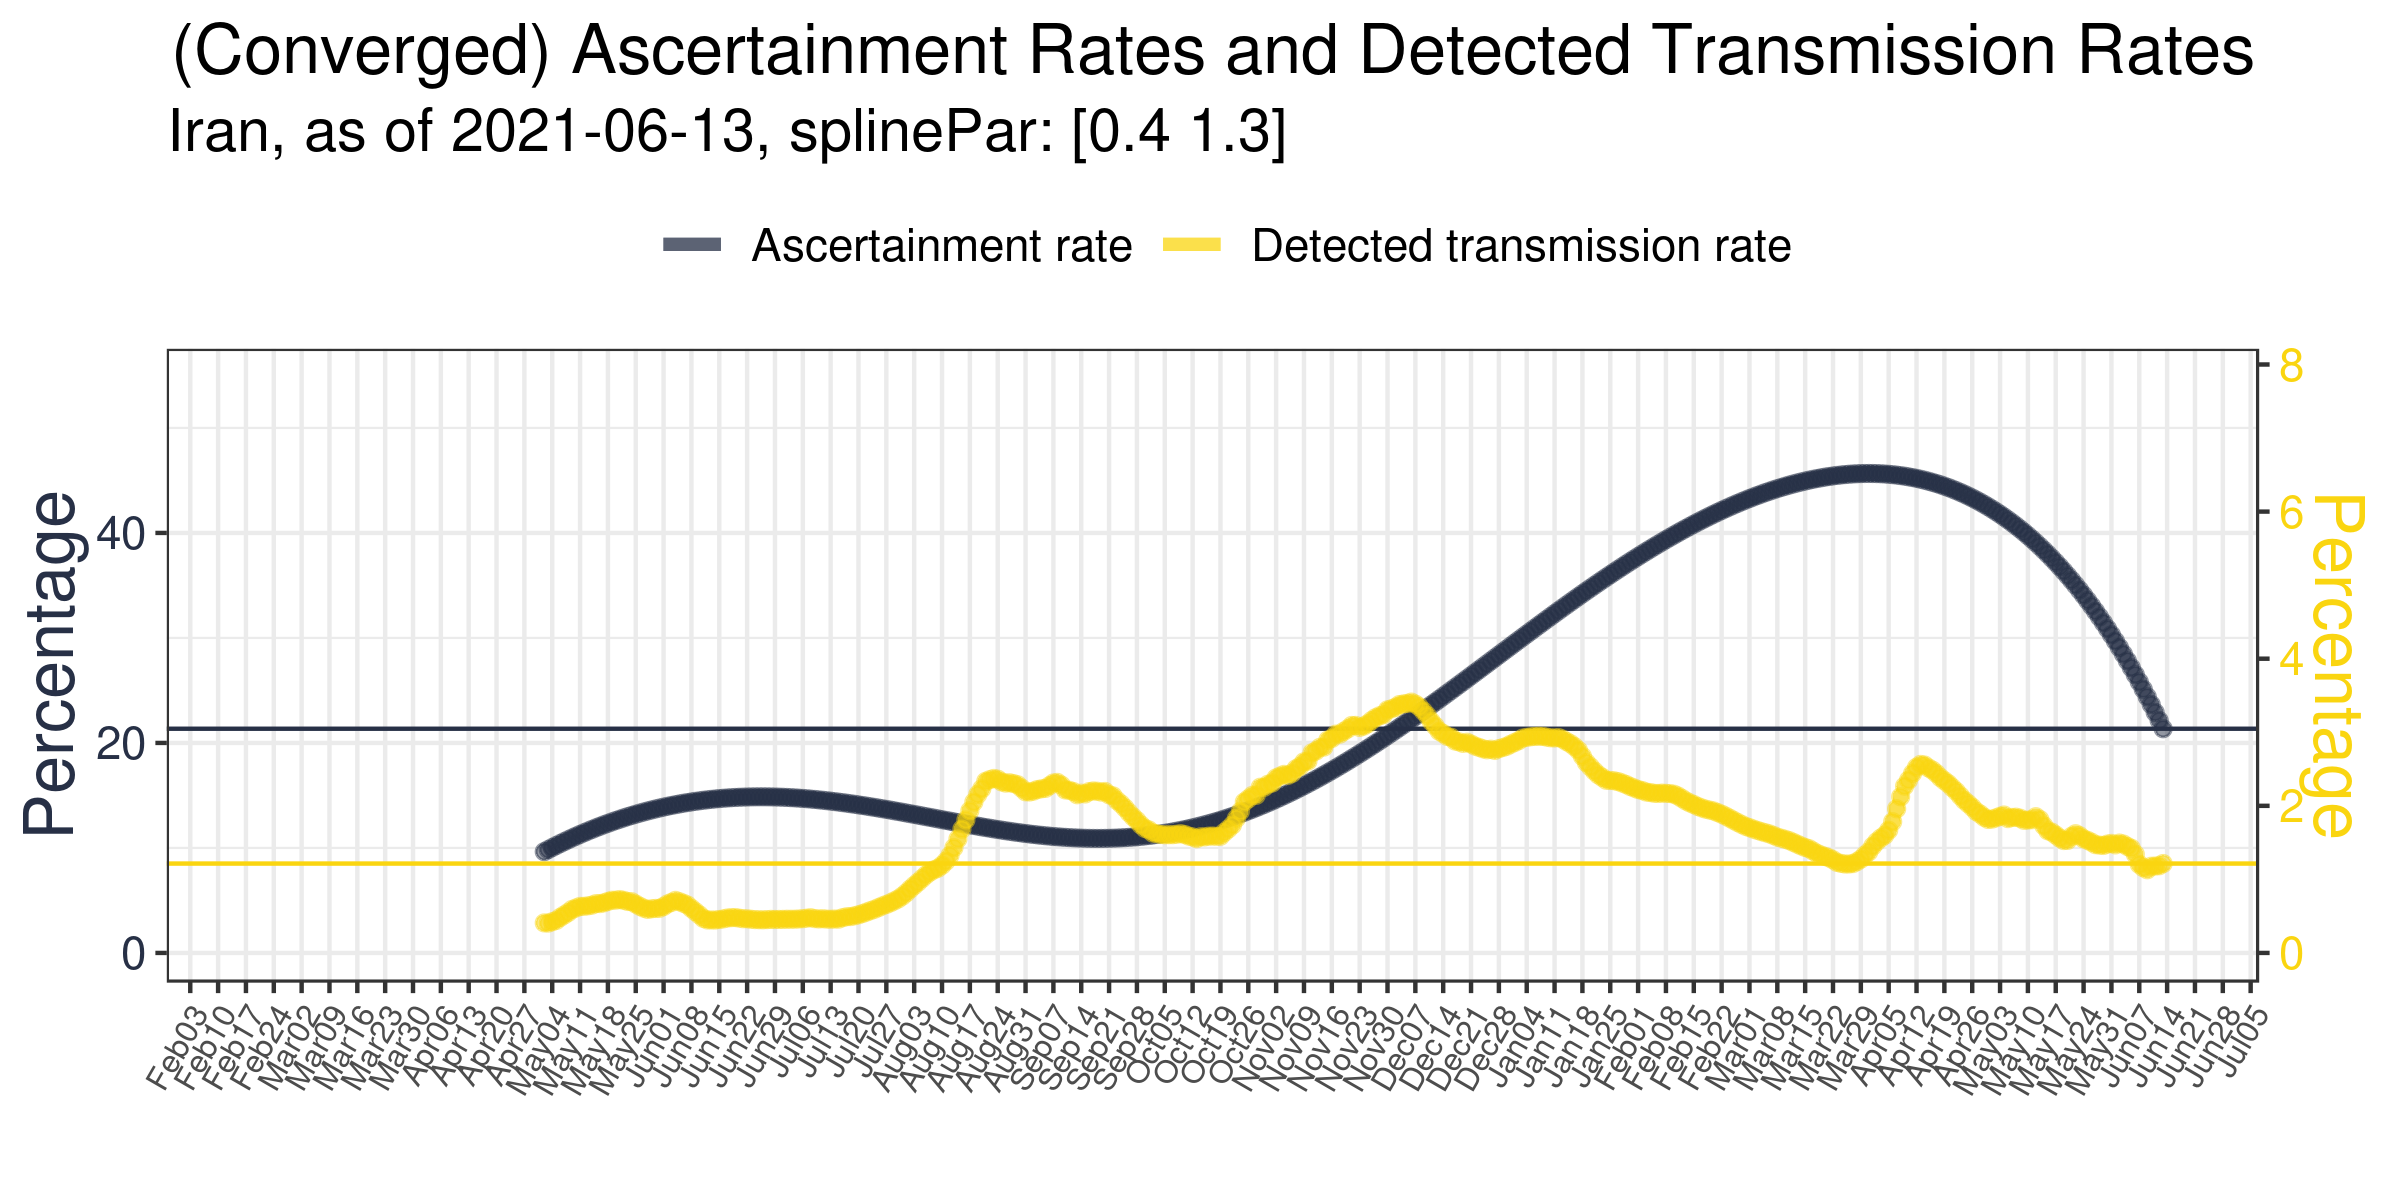 (Converged) Ascertainment Rates and Detected Transmission Rates
Iran, as of 2021-06-13, splinePar: [0.4 1.3]
Ascertainment rate
Detected transmission rate
Percentage
40
20
0
8
6
4
2
0
Percentage
Feb03
Feb10
Feb17
Feb24
Mar02
Mar09
Mar16
Mar23
Mar30
Apr06
Apr13
Apr20
Apr27
May04
May11
May18
May25
Jun01
Jun08
Jun15
Jun22
Jun29
Jul06
Jul13
Jul20
Jul27
Aug03
Aug10
Aug17
Aug24
Aug31
Sep07
Sep14
Sep21
Sep28
Oct05
Oct12
Oct19
Oct26
Nov02
Nov09
Nov16
Nov23
Nov30
Dec07
Dec14
Dec21
Dec28
Jan04
Jan11
Jan18
Jan25
Feb01
Feb08
Feb15
Feb22
Mar01
Mar08
Mar15
Mar22
Mar29
Apr05
Apr12
Apr19
Apr26
May03
May10
May17
May24
May31
Jun07
Jun14
Jun21
Jun28
Jul05